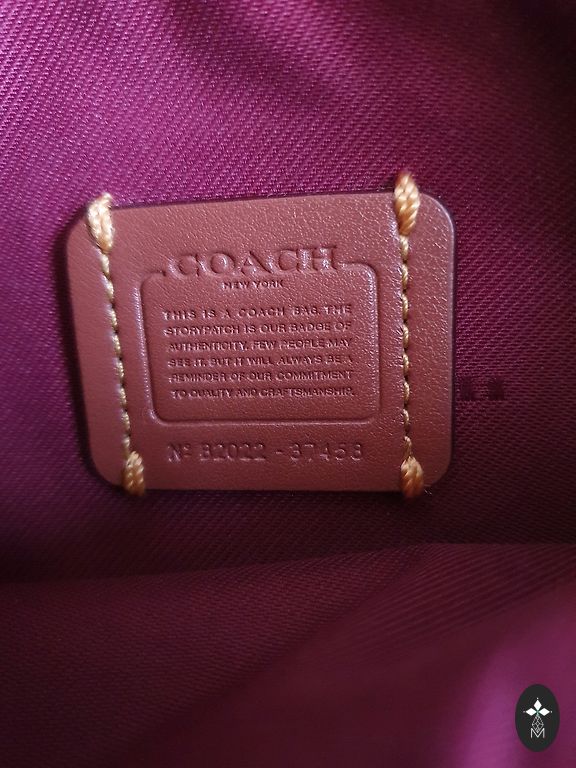 COACH
NEW YORK
THIS IS A COACH BAG. THE
STORYPATCH IS OUR BADGE OF
AUTHENTICITY. FEW PEOPLE MAY
SEE IT. BUT IT WILL ALWAYS BE A
REMINDER OF OUR COMMITMENT
TO QUALITY AND CRAFTSMANSHIP.
Nº B2022 - 37453
M